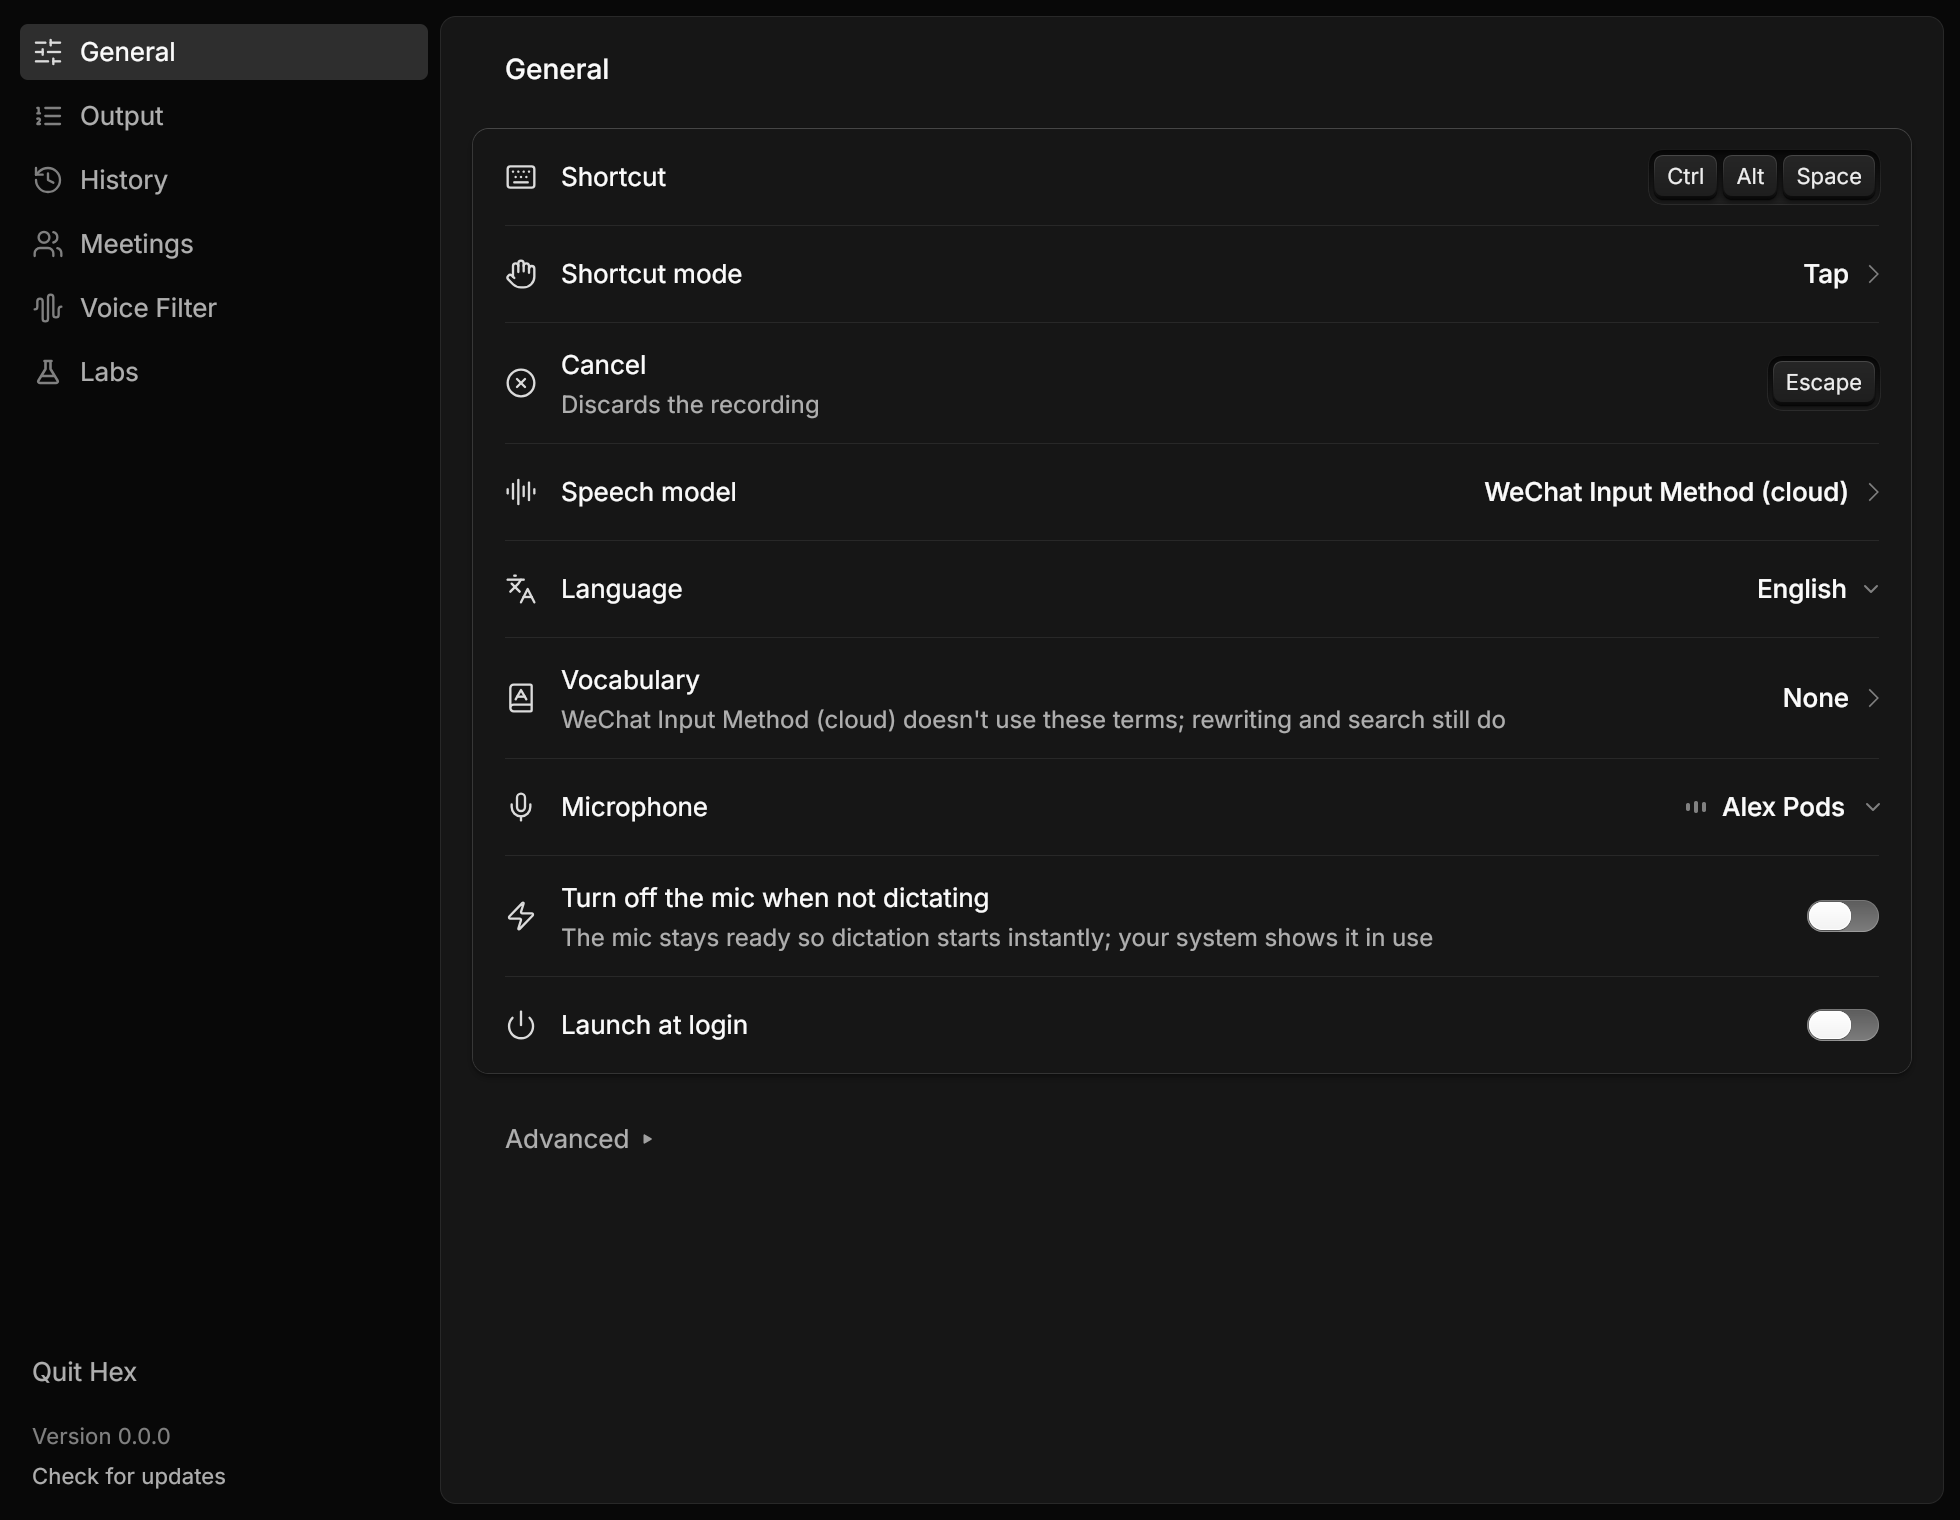 General
Output
History
Meetings
Voice Filter
Labs
Quit Hex
Version 0.0.0
Check for updates
General
Shortcut
Ctrl Alt Space
Shortcut mode
Tap
Cancel
Discards the recording
Escape
Speech model
WeChat Input Method (cloud)
Language
English
Vocabulary
WeChat Input Method (cloud) doesn't use these terms; rewriting and search still do
None
Microphone
Alex Pods
Turn off the mic when not dictating
The mic stays ready so dictation starts instantly; your system shows it in use
Launch at login
Advanced